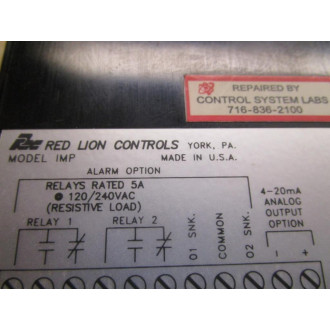 REPAIRED BY
CONTROL SYSTEM LABS
716-836-2100
RED LION CONTROLS YORK, PA.
MODEL IMP MADE IN U.S.A.
ALARM OPTION
RELAYS RATED 5A
@ 120/240VAC
(RESISTIVE LOAD)
RELAY 1 RELAY 2
O1 SNK.
COMMON
O2 SNK.
4-20mA
ANALOG
OUTPUT
OPTION
- +